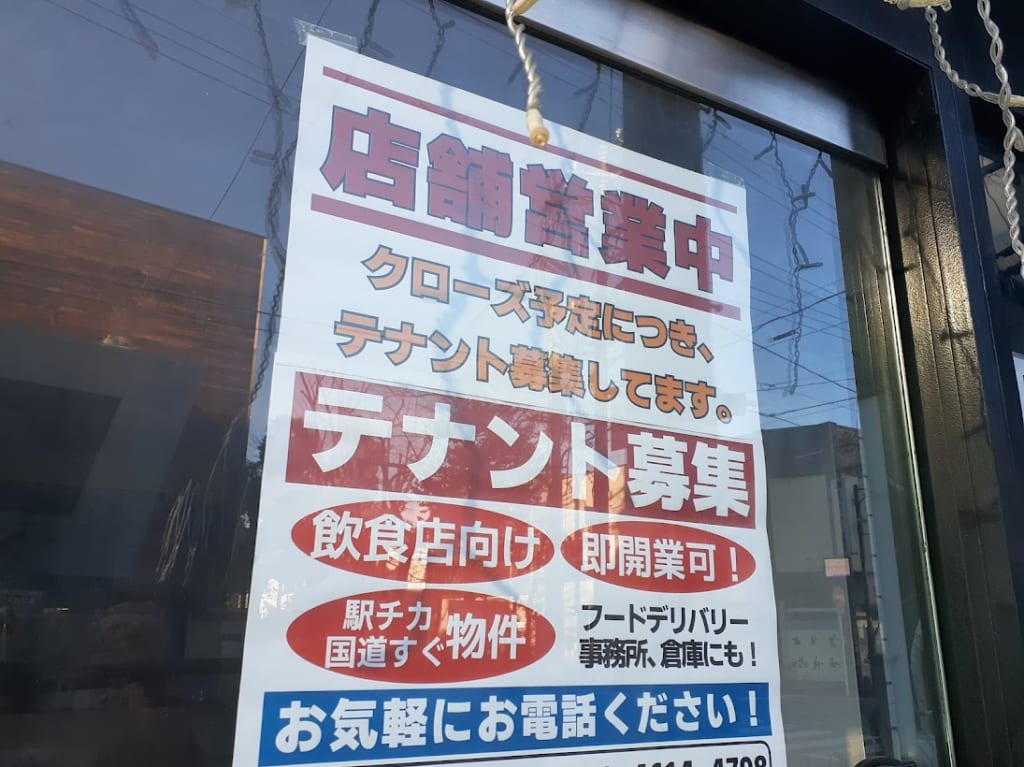 店舗営業中
クローズ予定につき、
テナント募集してます。
テナント募集
飲食店向け
即開業可！
駅チカ
国道すぐ
物件
フードデリバリー
事務所、倉庫にも！
お気軽にお電話ください！